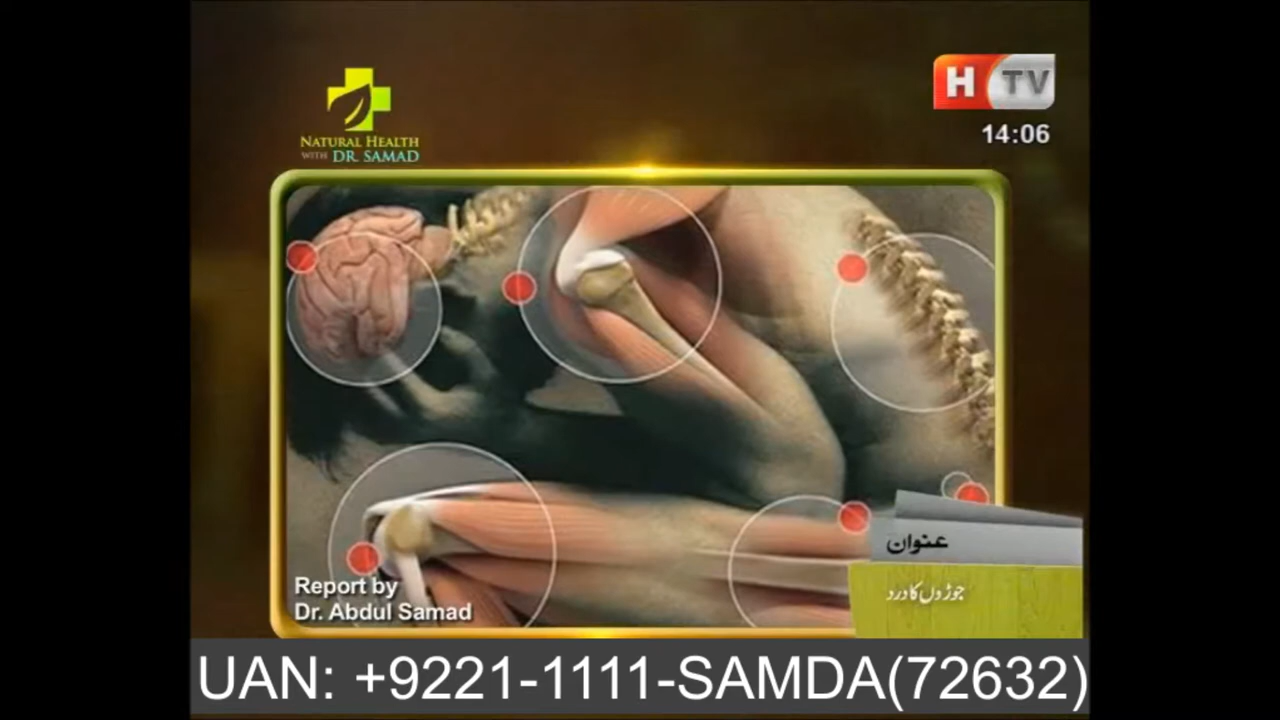 NATURAL HEALTH
WITH DR. SAMAD
H TV
14:06
عنوان
جوڑوں کا درد
Report by
Dr. Abdul Samad
UAN: +9221-1111-SAMDA(72632)